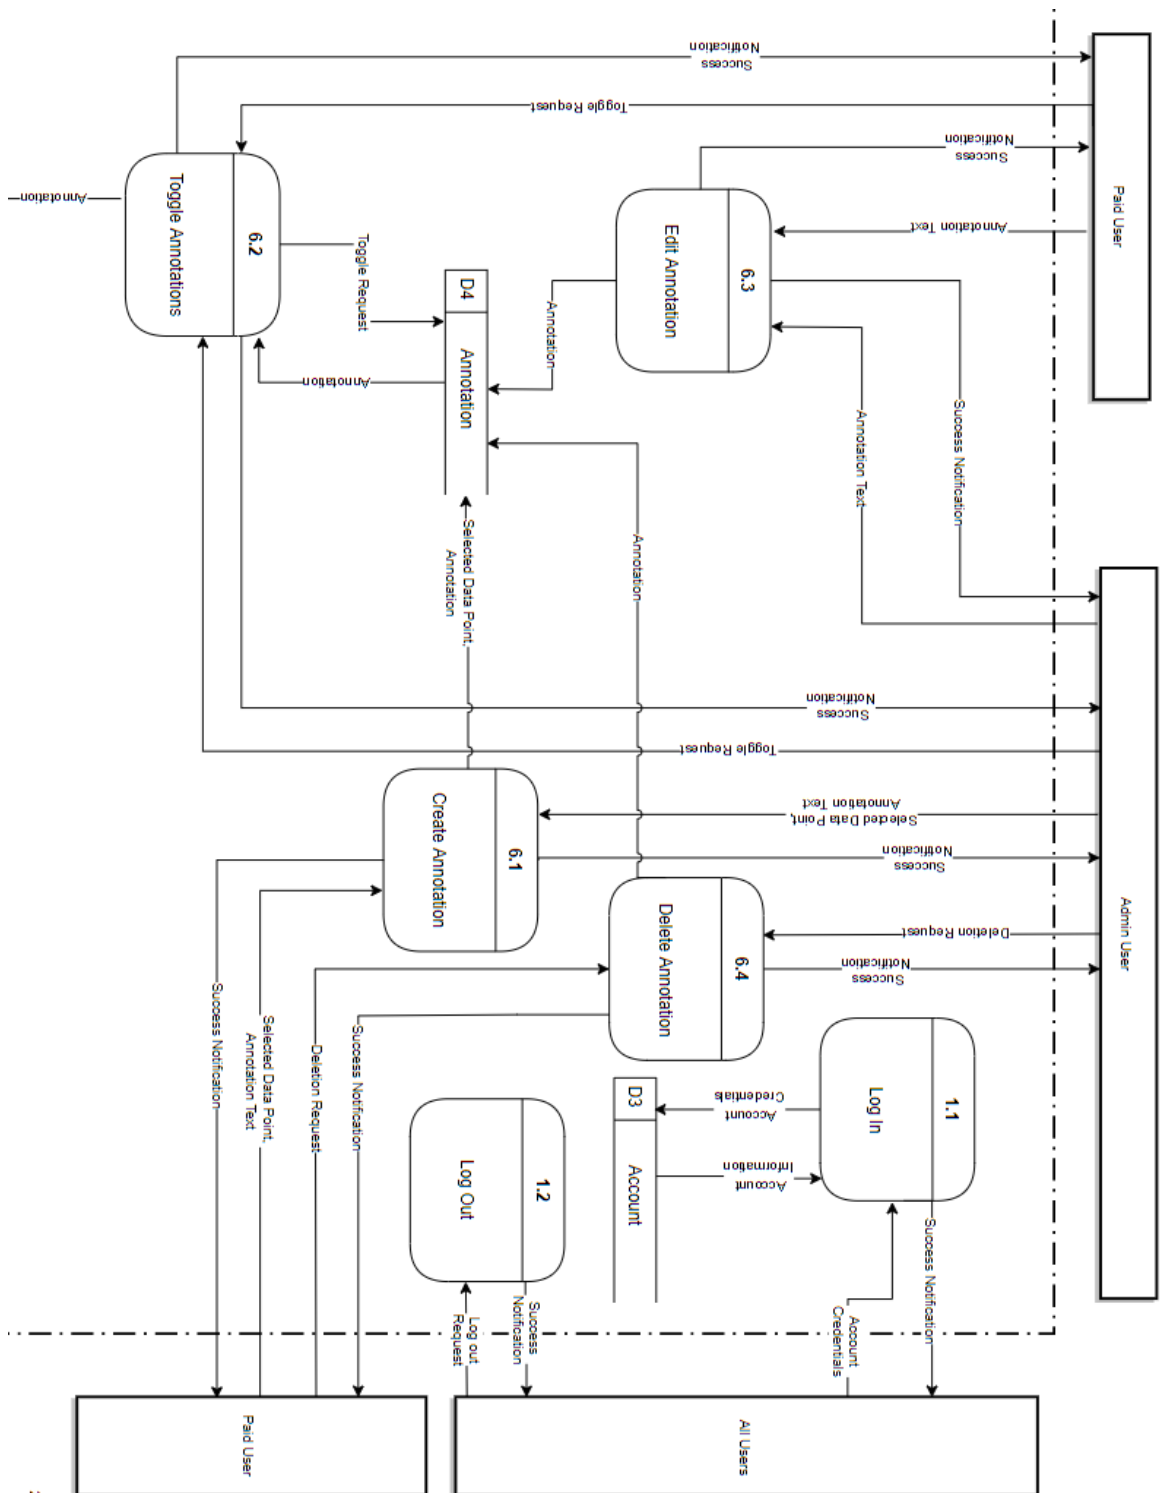 Success
Notification
Toggle Request
Success
Notification
Paid User
Annotation Text
6.2
Toggle Annotations
Annotation
Toggle Request
D4
Annotation
Annotation
6.3
Edit Annotation
Annotation
Success Notification
Annotation Text
Selected Data Point,
Annotation
Annotation
Success
Notification
Toggle Request
Selected Data Point,
Annotation Text
Success
Notification
Admin User
6.1
Create Annotation
Deletion Request
Success
Notification
6.4
Delete Annotation
Success Notification
Selected Data Point,
Annotation Text
Deletion Request
Success Notification
1.1
Log In
Account
Credentials
Account
Information
D3
Account
1.2
Log Out
Success Notification
Account
Credentials
Success
Notification
Log out
Request
Paid User
All Users